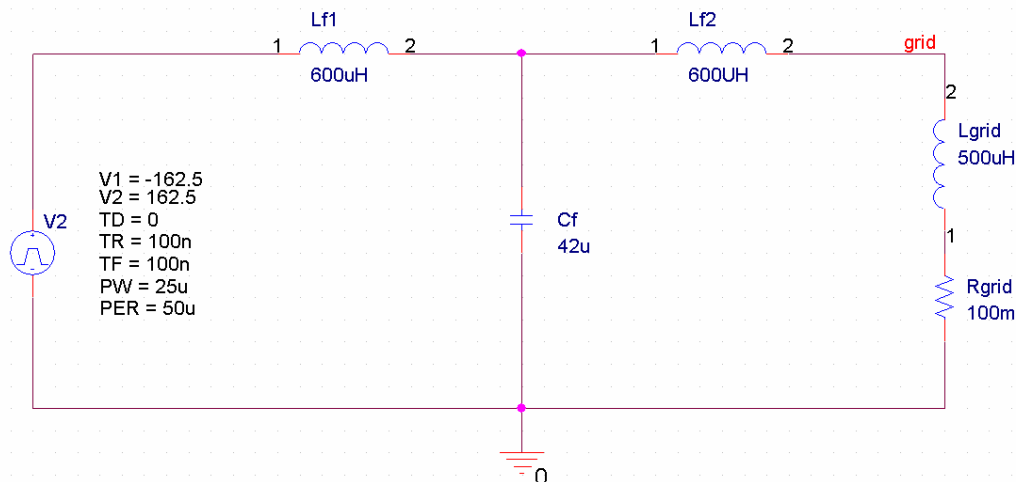 Lf1
1
2
600uH
Lf2
1
2
600UH
grid
2
Lgrid
500uH
1
V1 = -162.5
V2 = 162.5
TD = 0
TR = 100n
TF = 100n
PW = 25u
PER = 50u
V2
Cf
42u
Rgrid
100m
0